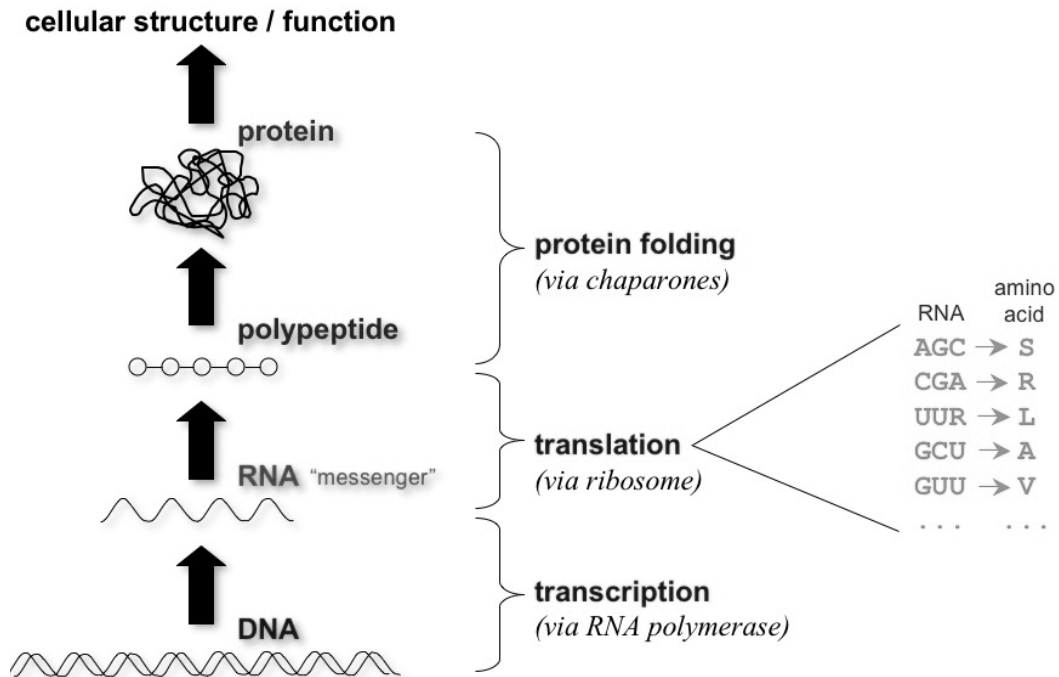 cellular structure / function
protein
protein folding
(via chaparones)
polypeptide
translation
(via ribosome)
RNA "messenger"
transcription
(via RNA polymerase)
DNA
RNA amino acid
AGC → S
CGA → R
UUR → L
GCU → A
GUU → V
... ...